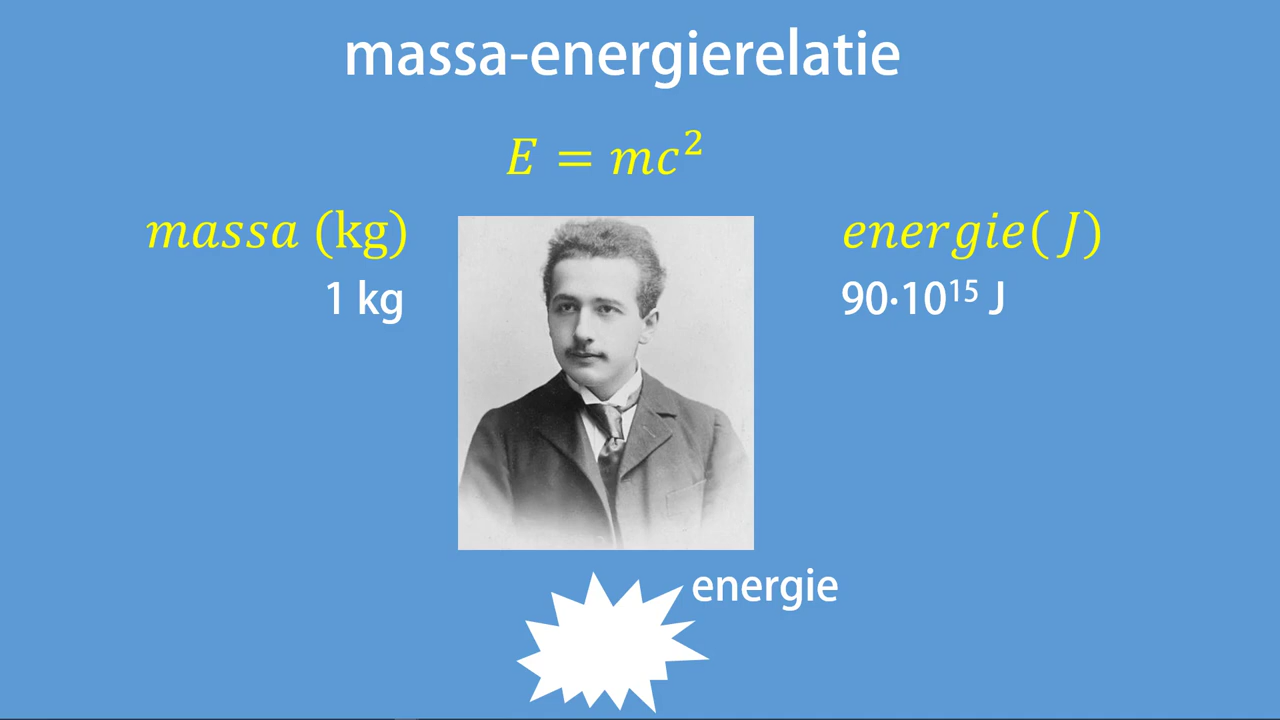 massa-energierelatie
E = mc²
massa (kg)
energie( J)
1 kg
90·10¹⁵ J
energie